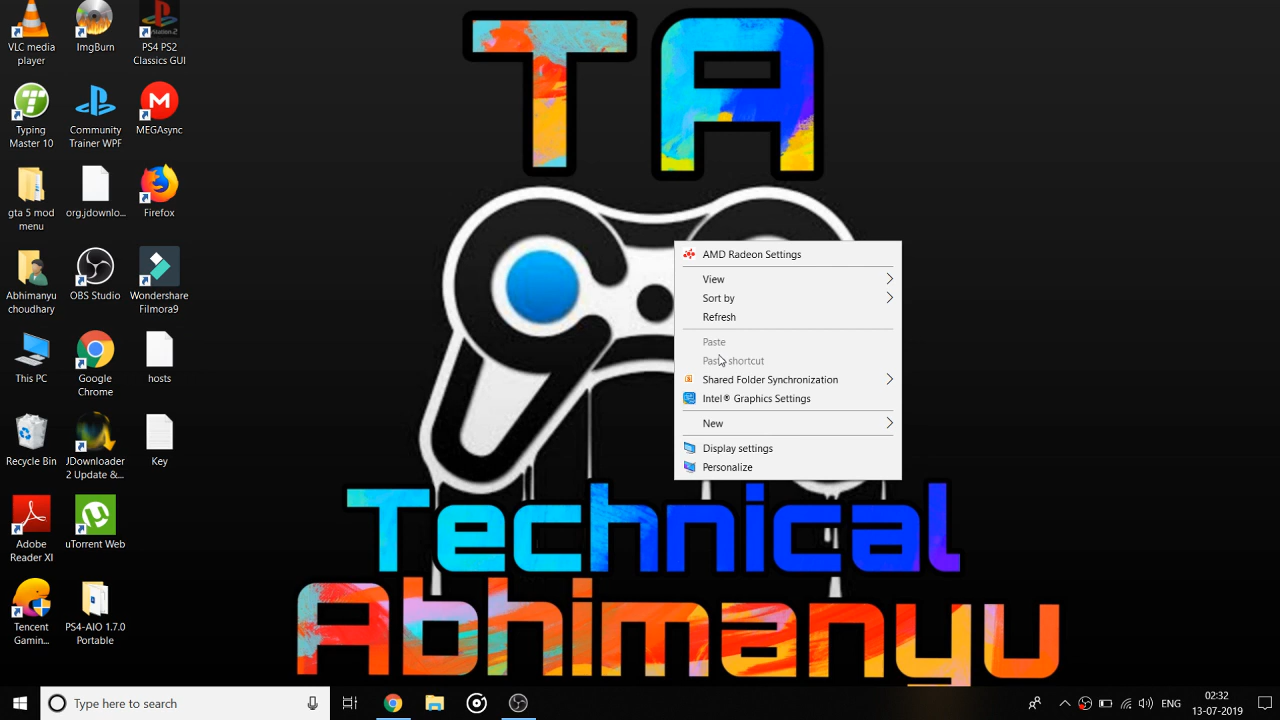 VLC media
player
ImgBurn
PS4 PS2
Classics GUI
Typing
Master 10
Community
Trainer WPF
MEGAsync
gta 5 mod
menu
org.jdownlo...
Firefox
Abhimanyu
choudhary
OBS Studio
Wondershare
Filmora9
This PC
Google
Chrome
hosts
Recycle Bin
JDownloader
2 Update &...
Key
Adobe
Reader XI
uTorrent Web
Tencent
Gamin...
PS4-AIO 1.7.0
Portable
TA
AMD Radeon Settings
View
Sort by
Refresh
Paste
Paste shortcut
Shared Folder Synchronization
Intel® Graphics Settings
New
Display settings
Personalize
Technical
Abhimanyu
Type here to search
ENG
02:32
13-07-2019